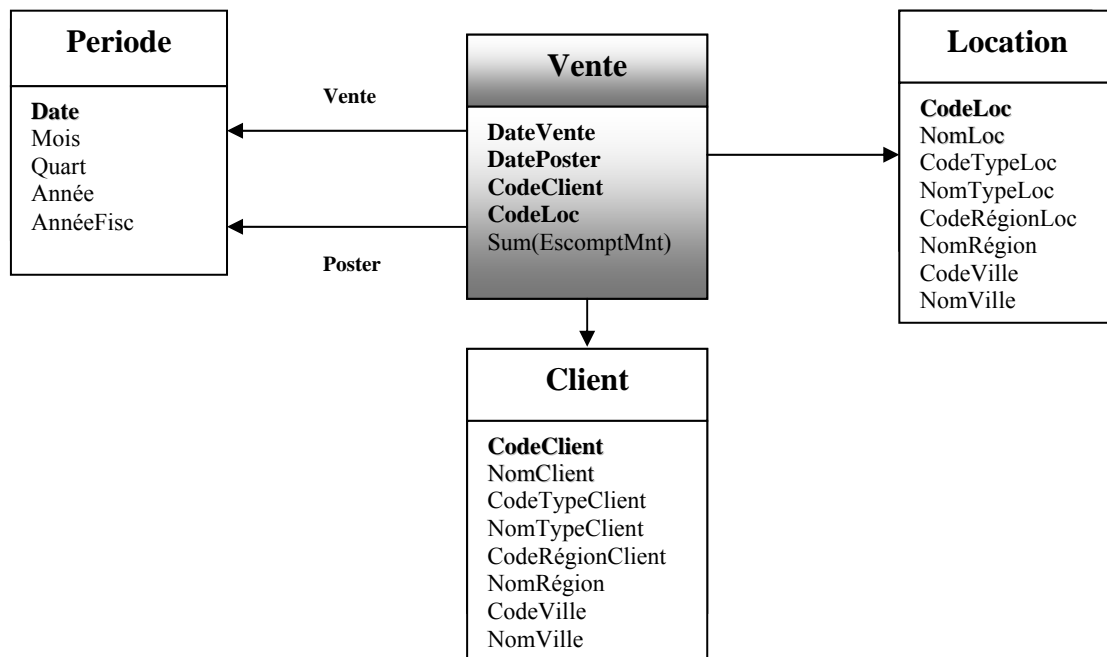 Periode
Date
Mois
Quart
Année
AnnéeFisc
Vente
Poster
Vente
DateVente
DatePoster
CodeClient
CodeLoc
Sum(EscomptMnt)
Location
CodeLoc
NomLoc
CodeTypeLoc
NomTypeLoc
CodeRégionLoc
NomRégion
CodeVille
NomVille
Client
CodeClient
NomClient
CodeTypeClient
NomTypeClient
CodeRégionClient
NomRégion
CodeVille
NomVille